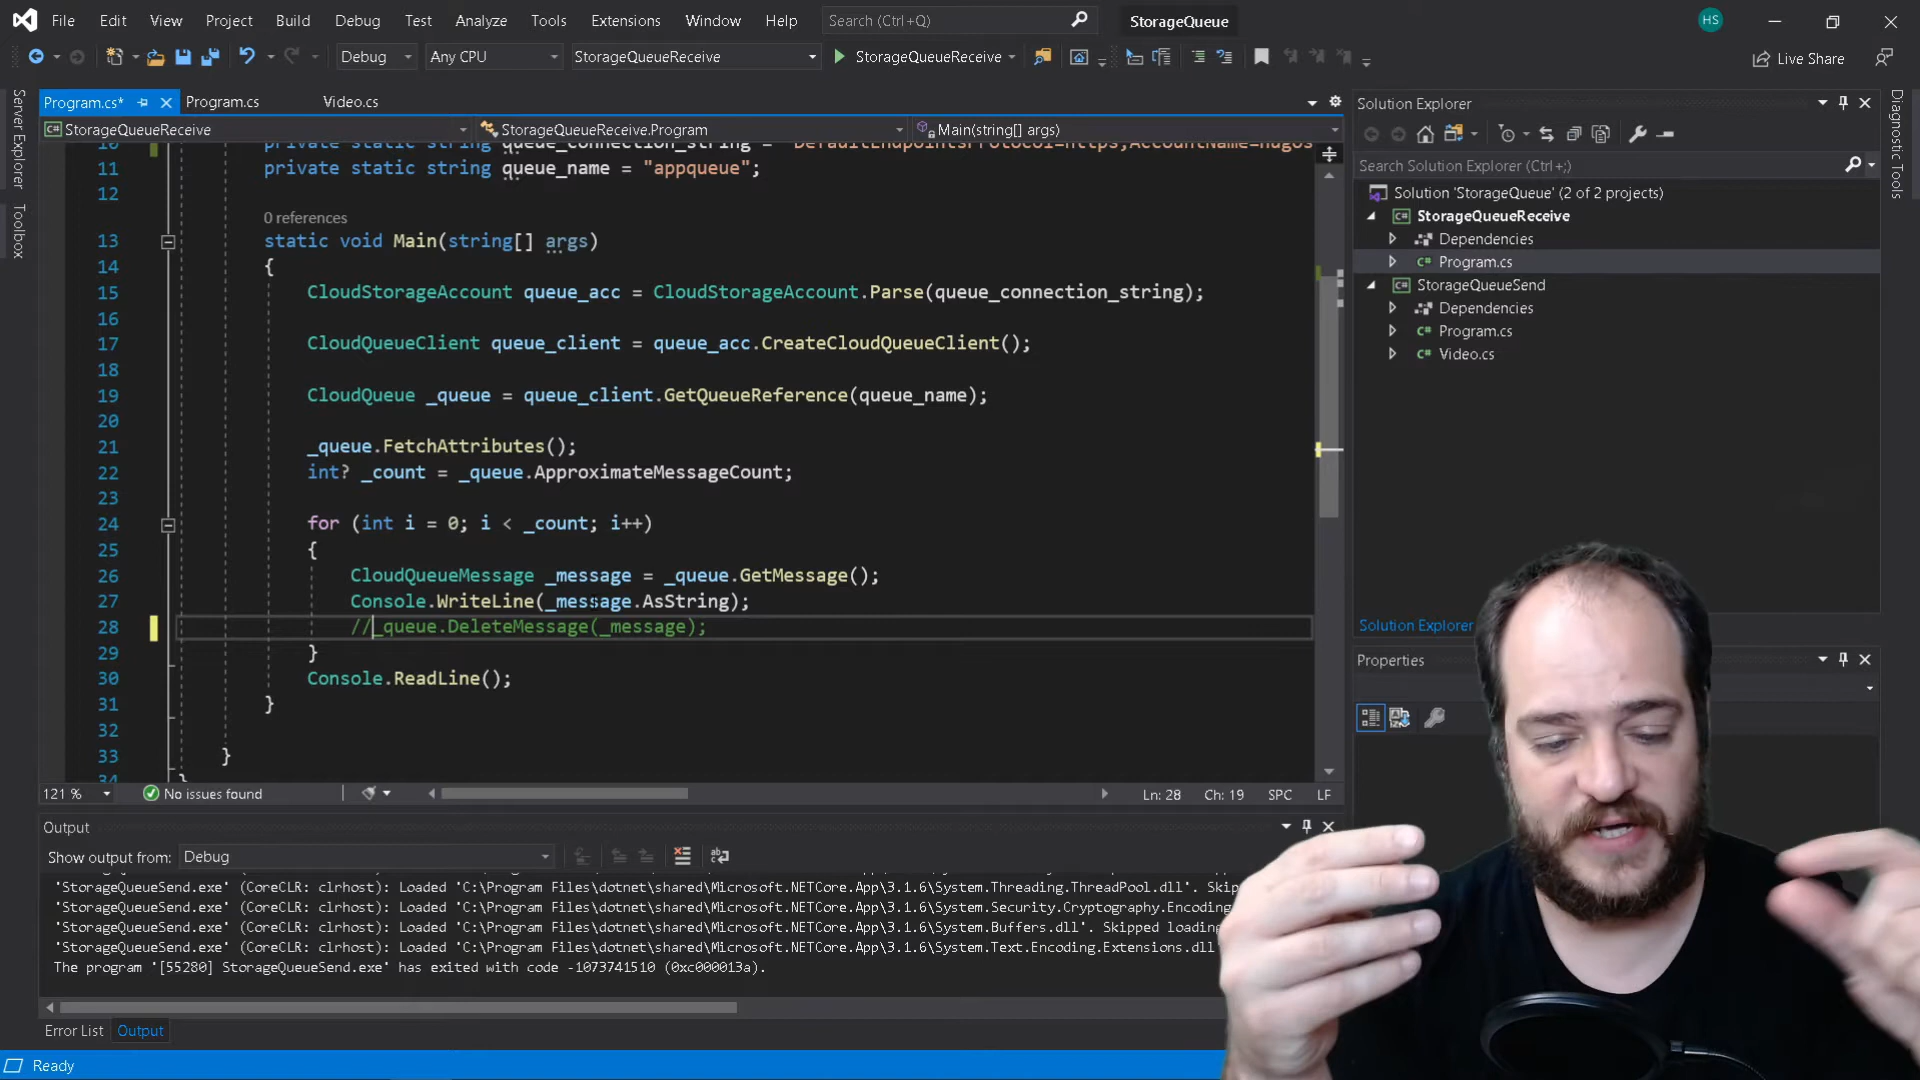 File Edit View Project Build Debug Test Analyze Tools Extensions Window Help Search (Ctrl+Q) StorageQueue HS
Debug Any CPU StorageQueueReceive StorageQueueReceive Live Share
Server Explorer
Toolbox
Program.cs* Program.cs Video.cs
StorageQueueReceive StorageQueueReceive.Program Main(string[] args)
10 private static string queue_connection_string = "DefaultEndpointsProtocol=https;AccountName=hugos
11 private static string queue_name = "appqueue";
12
0 references
13 static void Main(string[] args)
14 {
15 CloudStorageAccount queue_acc = CloudStorageAccount.Parse(queue_connection_string);
16
17 CloudQueueClient queue_client = queue_acc.CreateCloudQueueClient();
18
19 CloudQueue _queue = queue_client.GetQueueReference(queue_name);
20
21 _queue.FetchAttributes();
22 int? _count = _queue.ApproximateMessageCount;
23
24 for (int i = 0; i < _count; i++)
25 {
26 CloudQueueMessage _message = _queue.GetMessage();
27 Console.WriteLine(_message.AsString);
28 //_queue.DeleteMessage(_message);
29 }
30 Console.ReadLine();
31 }
32
33 }
34 }
121 % No issues found Ln: 28 Ch: 19 SPC LF
Output
Show output from: Debug
'StorageQueueSend.exe' (CoreCLR: clrhost): Loaded 'C:\Program Files\dotnet\shared\Microsoft.NETCore.App\3.1.6\System.Threading.ThreadPool.dll'. Skip
'StorageQueueSend.exe' (CoreCLR: clrhost): Loaded 'C:\Program Files\dotnet\shared\Microsoft.NETCore.App\3.1.6\System.Security.Cryptography.Encoding
'StorageQueueSend.exe' (CoreCLR: clrhost): Loaded 'C:\Program Files\dotnet\shared\Microsoft.NETCore.App\3.1.6\System.Buffers.dll'. Skipped loading
'StorageQueueSend.exe' (CoreCLR: clrhost): Loaded 'C:\Program Files\dotnet\shared\Microsoft.NETCore.App\3.1.6\System.Text.Encoding.Extensions.dll'
The program '[55280] StorageQueueSend.exe' has exited with code -1073741510 (0xc000013a).
Error List Output
Ready
Solution Explorer
Search Solution Explorer (Ctrl+;)
Solution 'StorageQueue' (2 of 2 projects)
StorageQueueReceive
Dependencies
Program.cs
StorageQueueSend
Dependencies
Program.cs
Video.cs
Solution Explorer
Properties
Diagnostic Tools